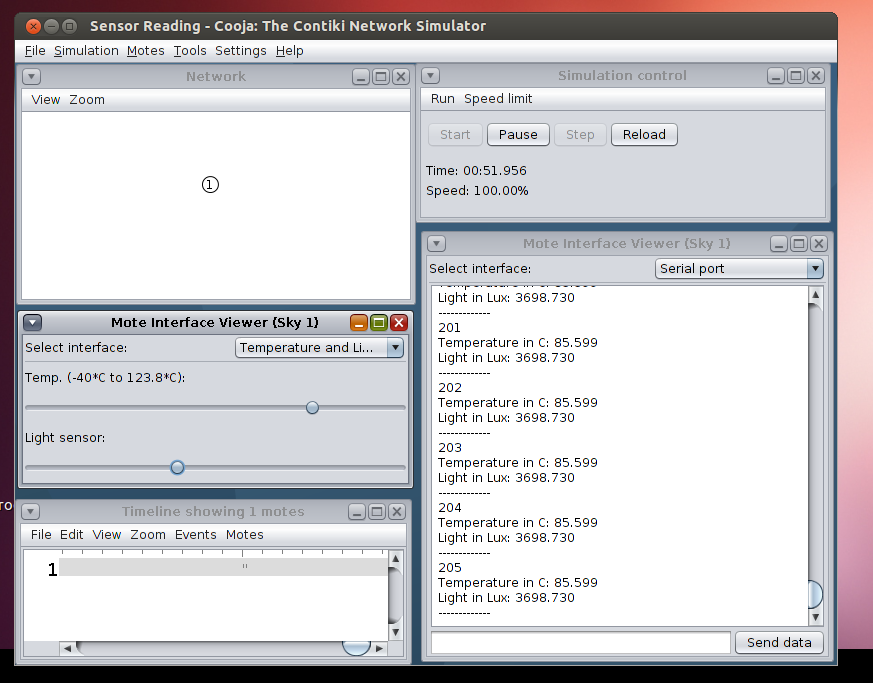 Sensor Reading - Cooja: The Contiki Network Simulator
File Simulation Motes Tools Settings Help
Network
View Zoom
1
Simulation control
Run Speed limit
Start Pause Step Reload
Time: 00:51.956
Speed: 100.00%
Mote Interface Viewer (Sky 1)
Select interface: Temperature and Li...
Temp. (-40*C to 123.8*C):
Light sensor:
Mote Interface Viewer (Sky 1)
Select interface: Serial port
Light in Lux: 3698.730
-------------
201
Temperature in C: 85.599
Light in Lux: 3698.730
-------------
202
Temperature in C: 85.599
Light in Lux: 3698.730
-------------
203
Temperature in C: 85.599
Light in Lux: 3698.730
-------------
204
Temperature in C: 85.599
Light in Lux: 3698.730
-------------
205
Temperature in C: 85.599
Light in Lux: 3698.730
-------------
Send data
Timeline showing 1 motes
File Edit View Zoom Events Motes
1